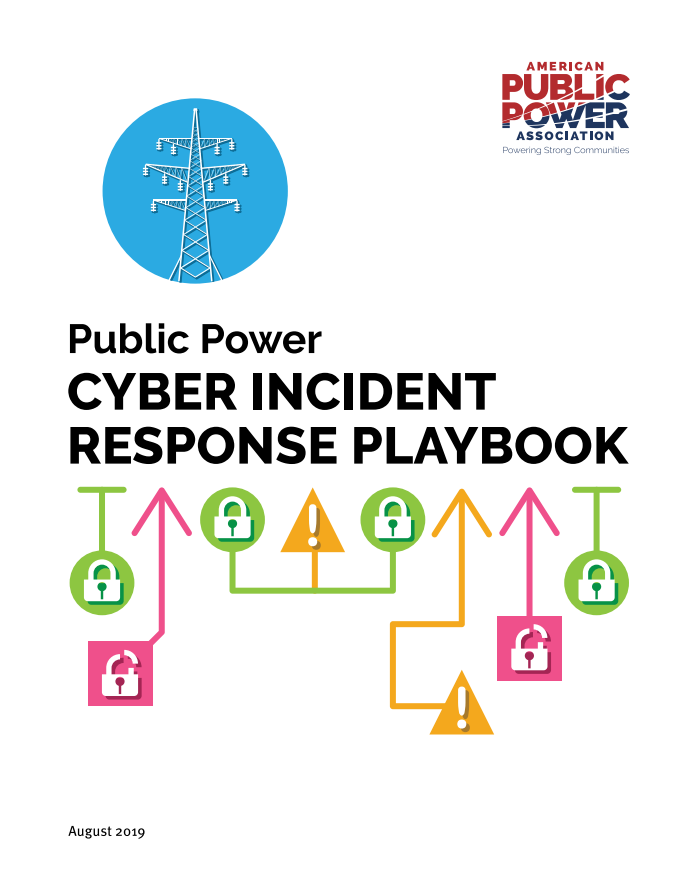 AMERICAN
PUBLIC
POWER
ASSOCIATION
Powering Strong Communities
Public Power
CYBER INCIDENT
RESPONSE PLAYBOOK
August 2019